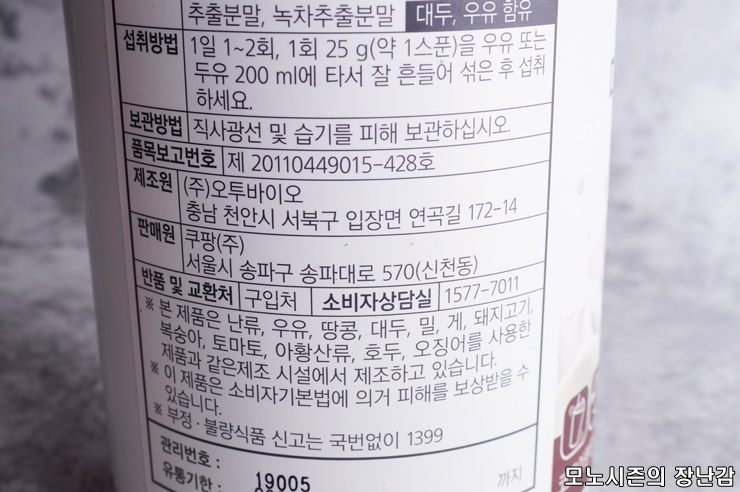 추출분말, 녹차추출분말 대두, 우유 함유
섭취방법 1일 1~2회, 1회 25 g(약 1스푼)을 우유 또는
두유 200 ml에 타서 잘 흔들어 섞은 후 섭취
하세요.
보관방법 직사광선 및 습기를 피해 보관하십시오.
품목보고번호 제 20110449015-428호
제조원 (주)오투바이오
충남 천안시 서북구 입장면 연곡길 172-14
판매원 쿠팡(주)
서울시 송파구 송파대로 570(신천동)
반품 및 교환처 구입처 소비자상담실 1577-7011
※ 본 제품은 난류, 우유, 땅콩, 대두, 밀, 게, 돼지고기,
복숭아, 토마토, 아황산류, 호두, 오징어를 사용한
제품과 같은제조 시설에서 제조하고 있습니다.
※ 이 제품은 소비자기본법에 의거 피해를 보상받을 수
있습니다.
※ 부정·불량식품 신고는 국번없이 1399
관리번호 :
유통기한 : 19005 까지
모노시즌의 장난감